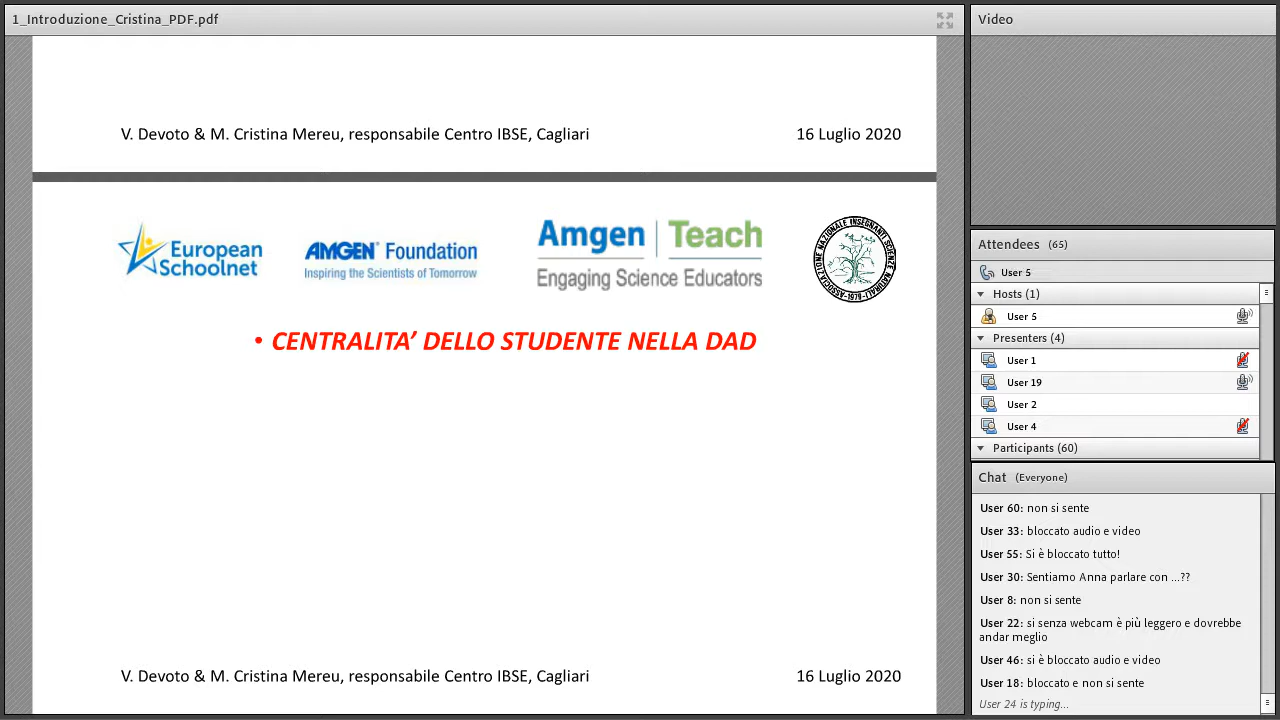 1_Introduzione_Cristina_PDF.pdf
V. Devoto & M. Cristina Mereu, responsabile Centro IBSE, Cagliari 16 Luglio 2020
European Schoolnet
AMGEN Foundation
Inspiring the Scientists of Tomorrow
Amgen Teach
Engaging Science Educators
ASSOCIAZIONE NAZIONALE INSEGNANTI SCIENZE NATURALI -1979-
• CENTRALITA’ DELLO STUDENTE NELLA DAD
V. Devoto & M. Cristina Mereu, responsabile Centro IBSE, Cagliari 16 Luglio 2020
Video
Attendees (65)
User 5
Hosts (1)
User 5
Presenters (4)
User 1
User 19
User 2
User 4
Participants (60)
Chat (Everyone)
User 60: non si sente
User 33: bloccato audio e video
User 55: Si è bloccato tutto!
User 30: Sentiamo Anna parlare con ...??
User 8: non si sente
User 22: si senza webcam è più leggero e dovrebbe
andar meglio
User 46: si è bloccato audio e video
User 18: bloccato e non si sente
User 24 is typing...